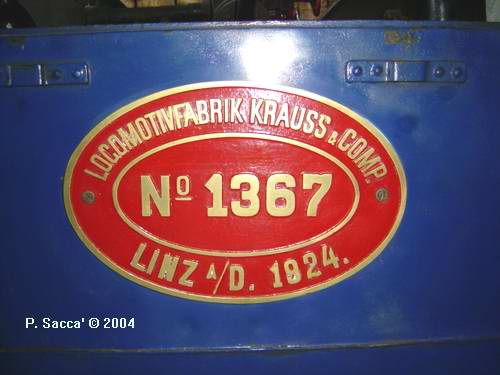 LOCOMOTIVFABRIK KRAUSS & COMP.
Nº 1367
LINZ A/D. 1924.
P. Sacca' © 2004